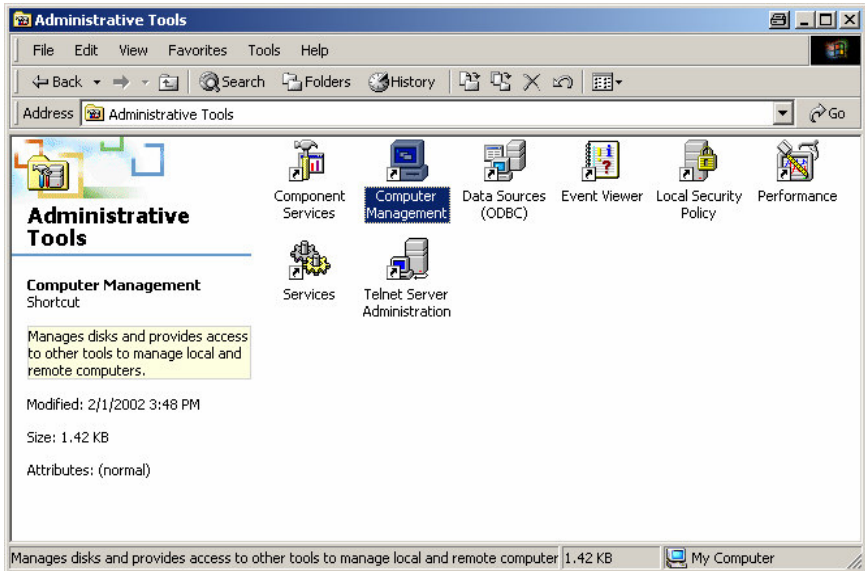 Administrative Tools
File Edit View Favorites Tools Help
Back Search Folders History
Address Administrative Tools Go
Administrative
Tools
Computer Management
Shortcut
Manages disks and provides access
to other tools to manage local and
remote computers.
Modified: 2/1/2002 3:48 PM
Size: 1.42 KB
Attributes: (normal)
Component
Services
Computer
Management
Data Sources
(ODBC)
Event Viewer
Local Security
Policy
Performance
Services
Telnet Server
Administration
Manages disks and provides access to other tools to manage local and remote computer 1.42 KB My Computer